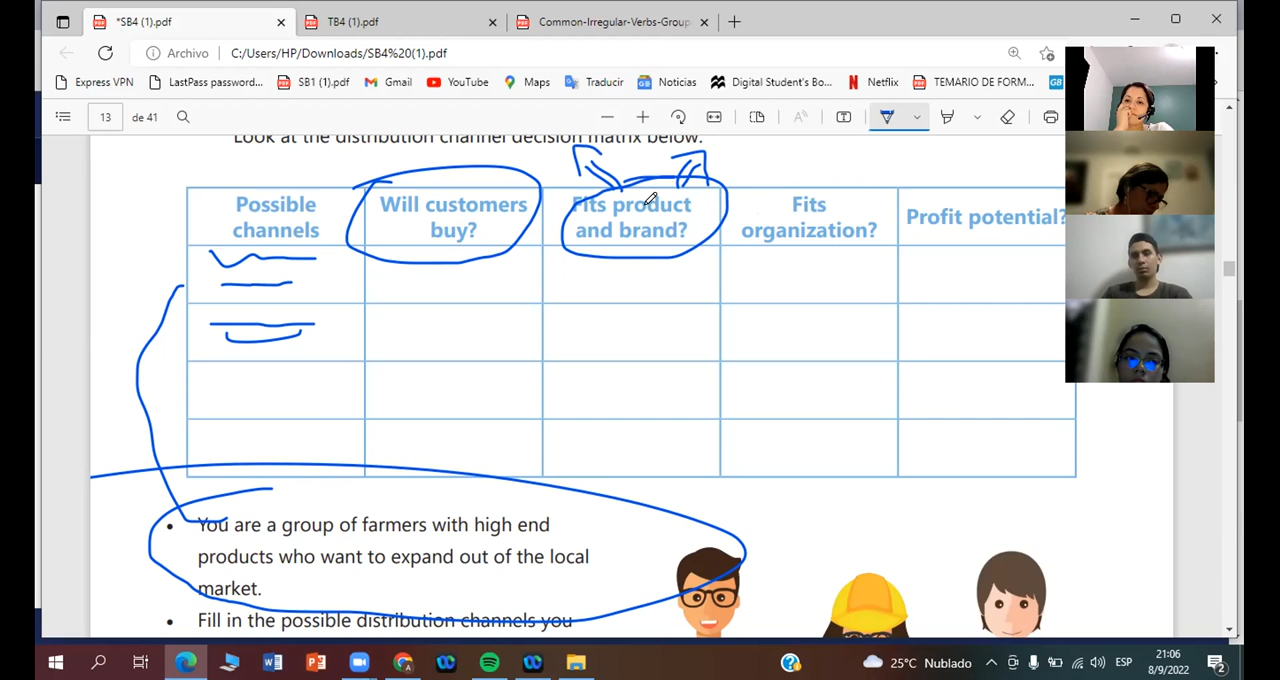 *SB4 (1).pdf
TB4 (1).pdf
Common-Irregular-Verbs-Group
Archivo
C:/Users/HP/Downloads/SB4%20(1).pdf
Express VPN
LastPass password...
SB1 (1).pdf
Gmail
YouTube
Maps
Traducir
Noticias
Digital Student's Bo...
Netflix
TEMARIO DE FORM...
GB
13
de 41
Look at the distribution channel decision matrix below.
Possible channels
Will customers buy?
Fits product and brand?
Fits organization?
Profit potential?
• You are a group of farmers with high end
products who want to expand out of the local
market.
• Fill in the possible distribution channels you
25°C Nublado
ESP
21:06
8/9/2022
2